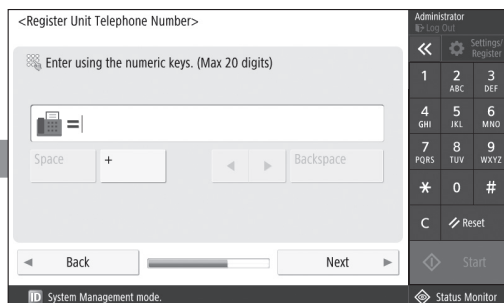 <Register Unit Telephone Number>
Enter using the numeric keys. (Max 20 digits)
=
Space
+
Backspace
Back
Next
ID System Management mode.
Administrator
Log Out
Settings/
Register
1
2
ABC
3
DEF
4
GHI
5
JKL
6
MNO
7
PQRS
8
TUV
9
WXYZ
*
0
#
C
Reset
Start
Status Monitor